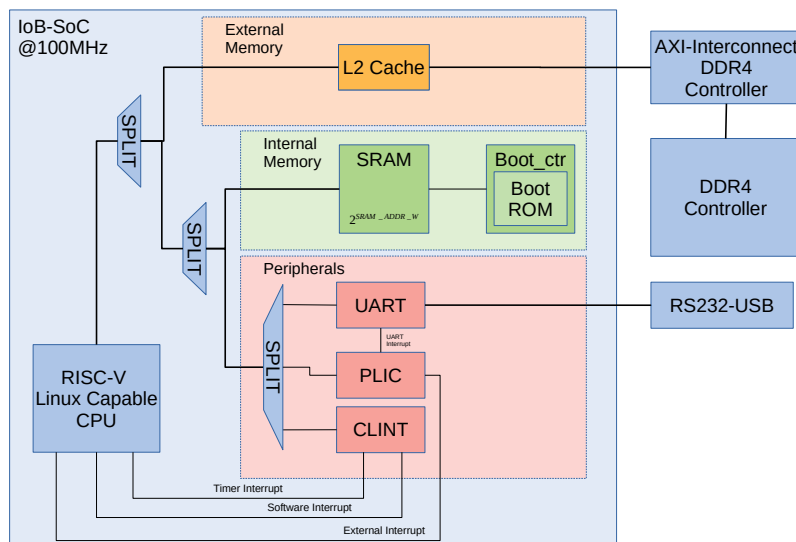 IoB-SoC
@100MHz
External
Memory
L2 Cache
AXI-Interconnect
DDR4
Controller
SPLIT
Internal
Memory
SRAM
2^SRAM_ADDR_W
Boot_ctr
Boot
ROM
DDR4
Controller
SPLIT
Peripherals
UART
RS232-USB
UART
Interrupt
SPLIT
PLIC
RISC-V
Linux Capable
CPU
CLINT
Timer Interrupt
Software Interrupt
External Interrupt